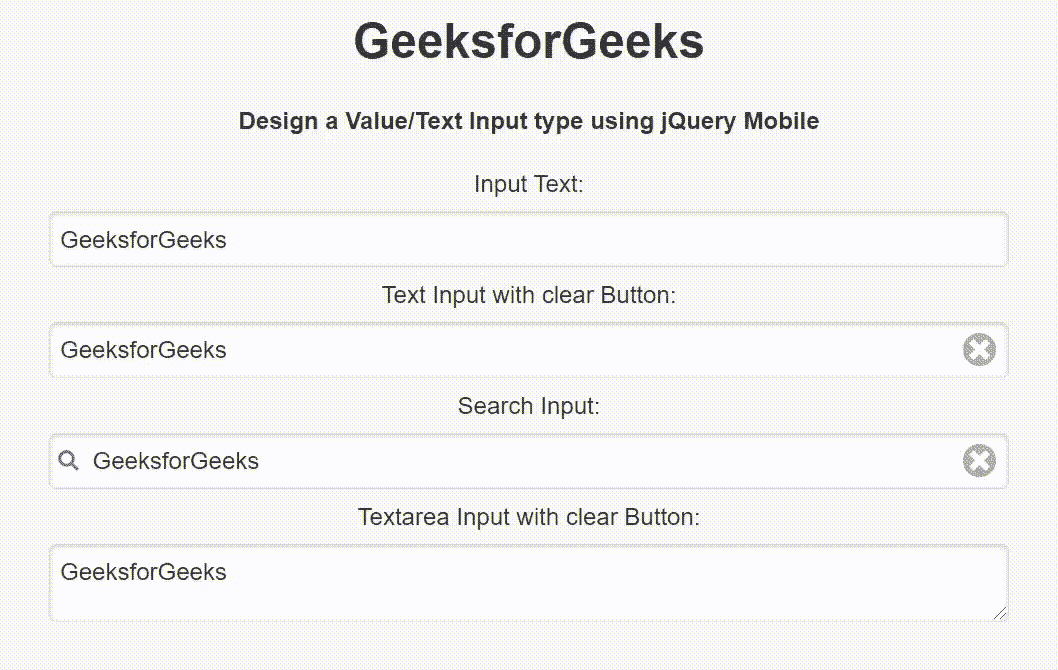 GeeksforGeeks
Design a Value/Text Input type using jQuery Mobile
Input Text:
GeeksforGeeks
Text Input with clear Button:
GeeksforGeeks
Search Input:
GeeksforGeeks
Textarea Input with clear Button:
GeeksforGeeks